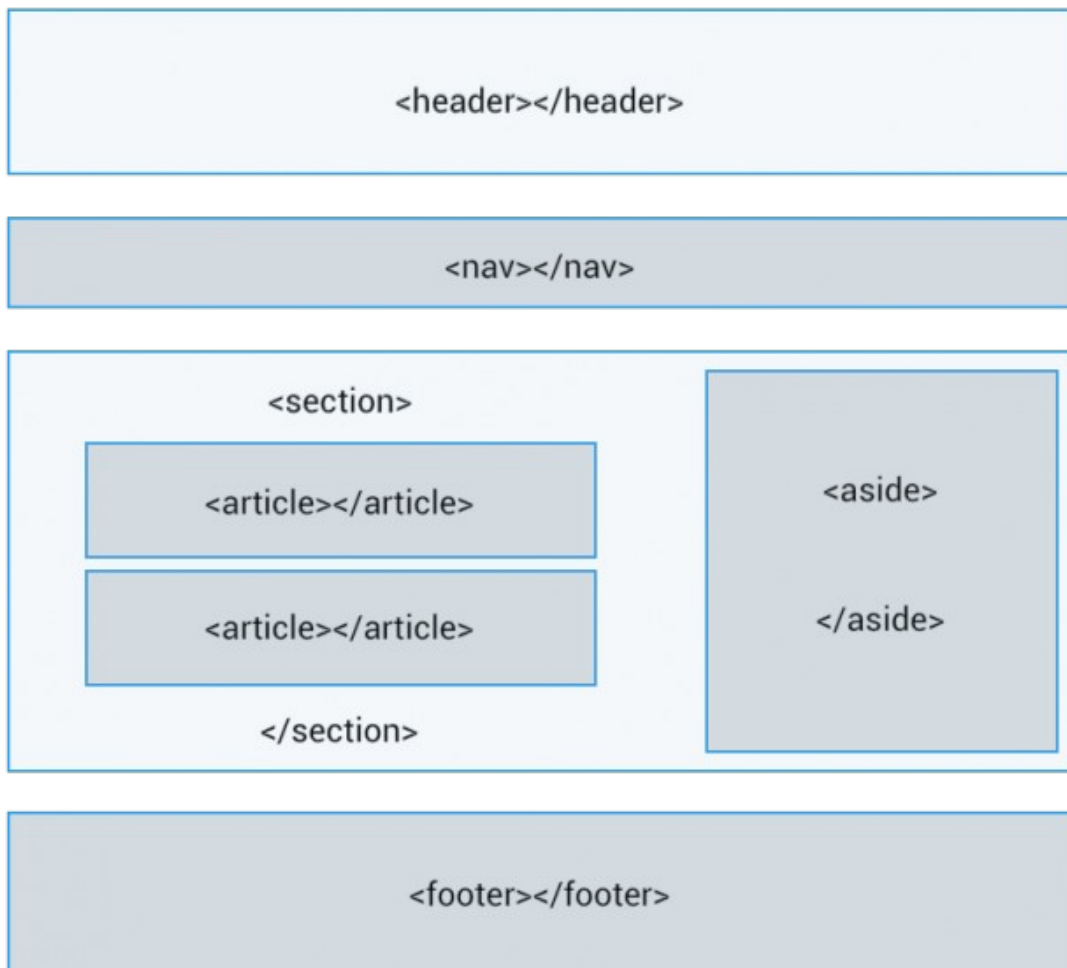 <header></header>
<nav></nav>
<section>
<article></article>
<article></article>
</section>
<aside>
</aside>
<footer></footer>